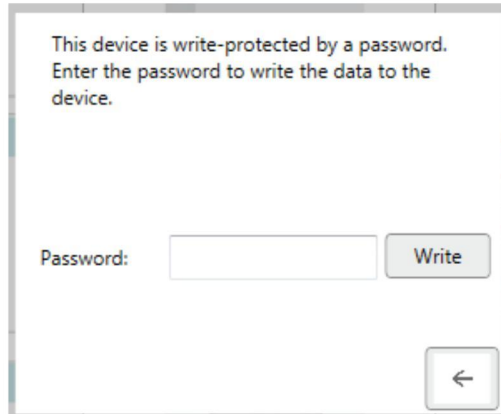 This device is write-protected by a password.
Enter the password to write the data to the
device.
Password:
Write